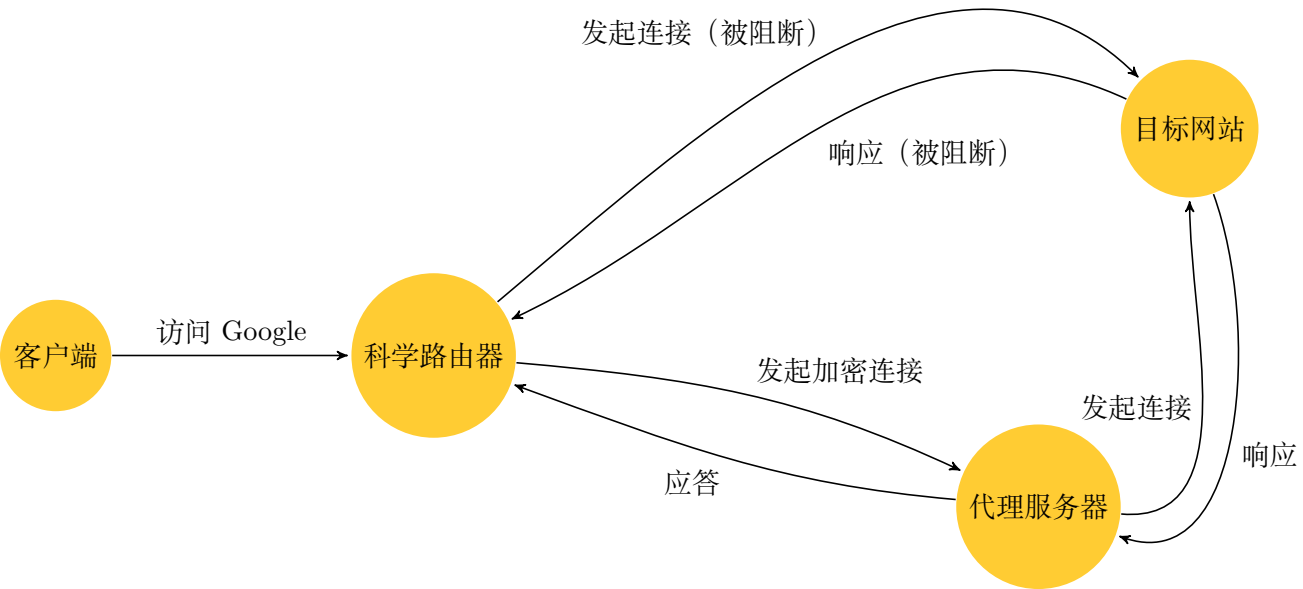 发起连接（被阻断）
目标网站
响应（被阻断）
访问 Google
客户端
科学路由器
发起加密连接
发起连接
响应
应答
代理服务器